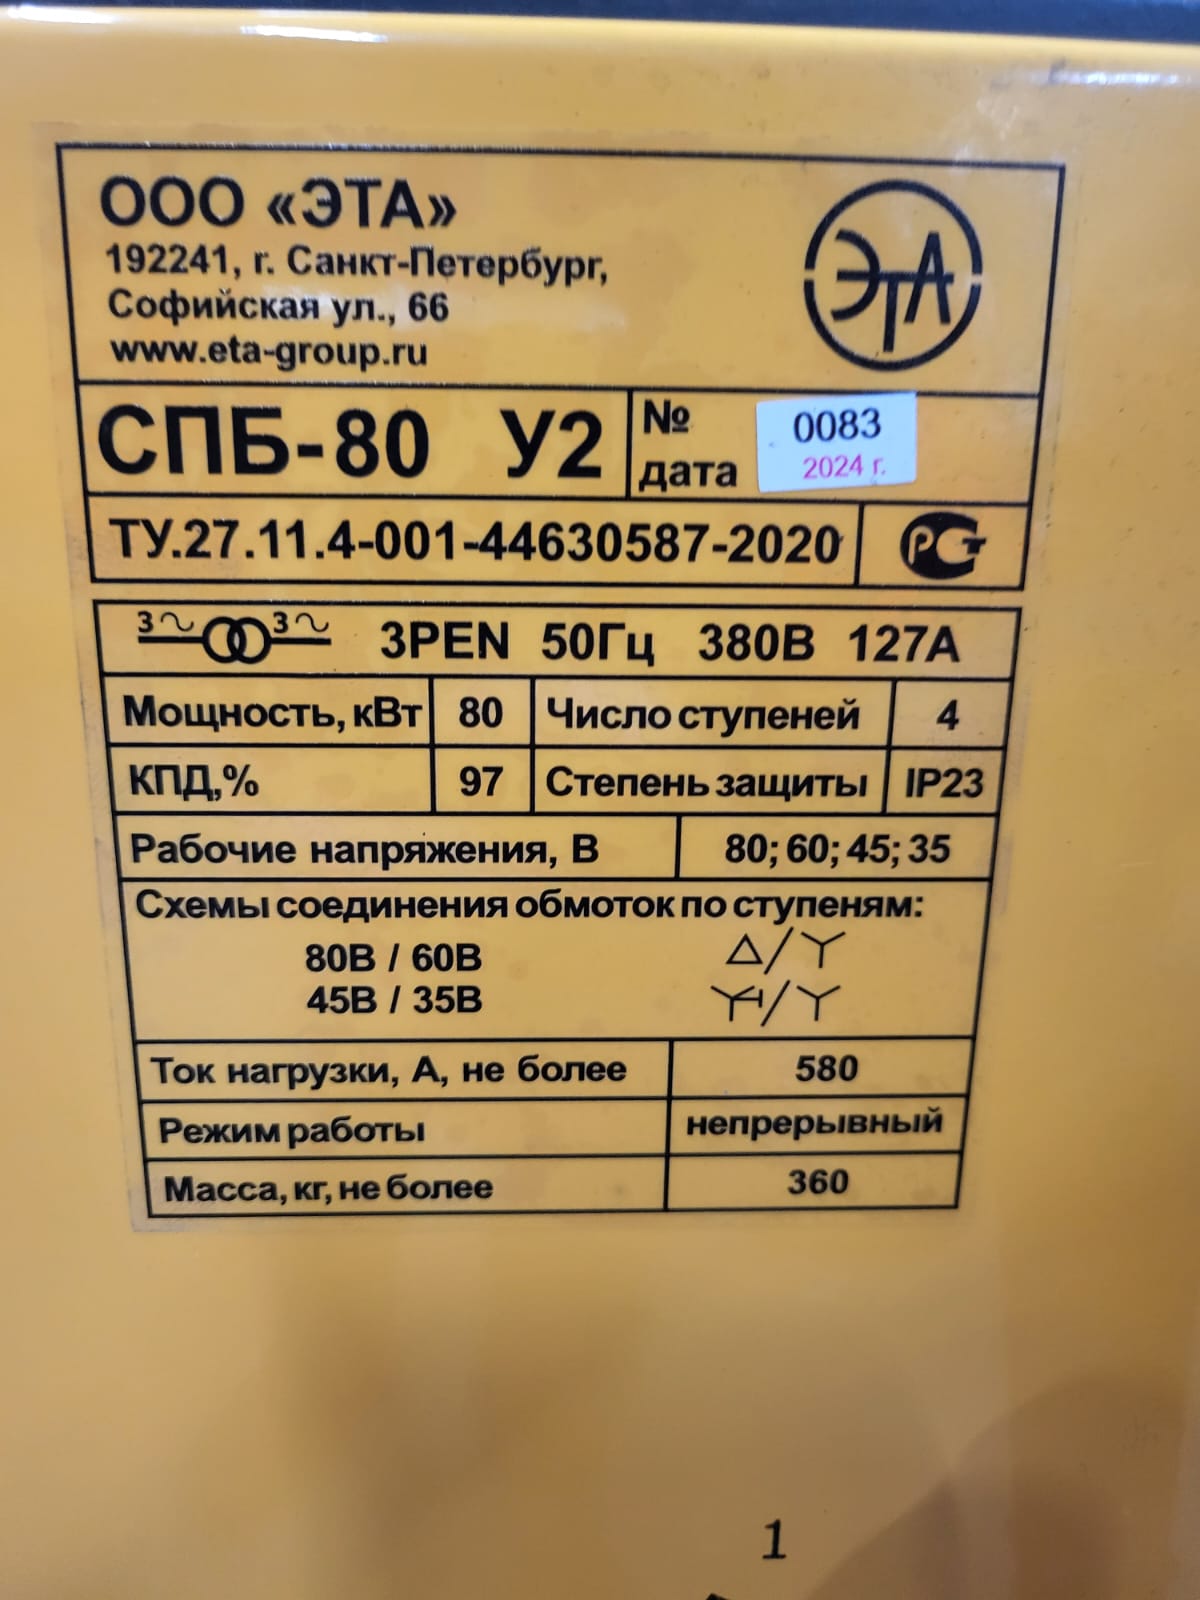 ООО «ЭТА»
192241, г. Санкт-Петербург,
Софийская ул., 66
www.eta-group.ru
ЭТА
СПБ-80 У2
№ 0083
дата 2024 г.
ТУ.27.11.4-001-44630587-2020
РСТ
3~ 3~ 3PEN 50Гц 380В 127А
Мощность, кВт 80 Число ступеней 4
КПД,% 97 Степень защиты IP23
Рабочие напряжения, В 80; 60; 45; 35
Схемы соединения обмоток по ступеням:
80В / 60В
45В / 35В
Ток нагрузки, А, не более 580
Режим работы непрерывный
Масса, кг, не более 360
1